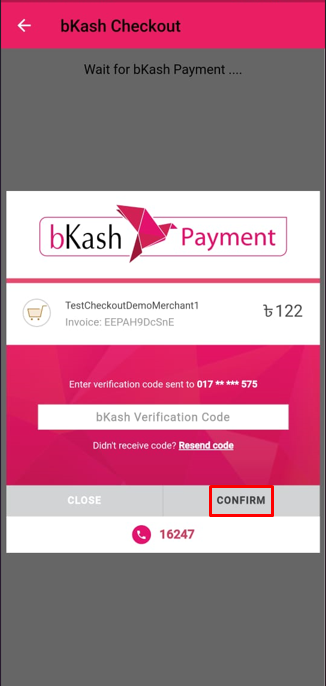 bKash Checkout
Wait for bKash Payment ....
bKash Payment
TestCheckoutDemoMerchant1
৳ 122
Invoice: EEPAH9DcSnE
Enter verification code sent to 017 ** *** 575
bKash Verification Code
Didn't receive code? Resend code
CLOSE CONFIRM
16247